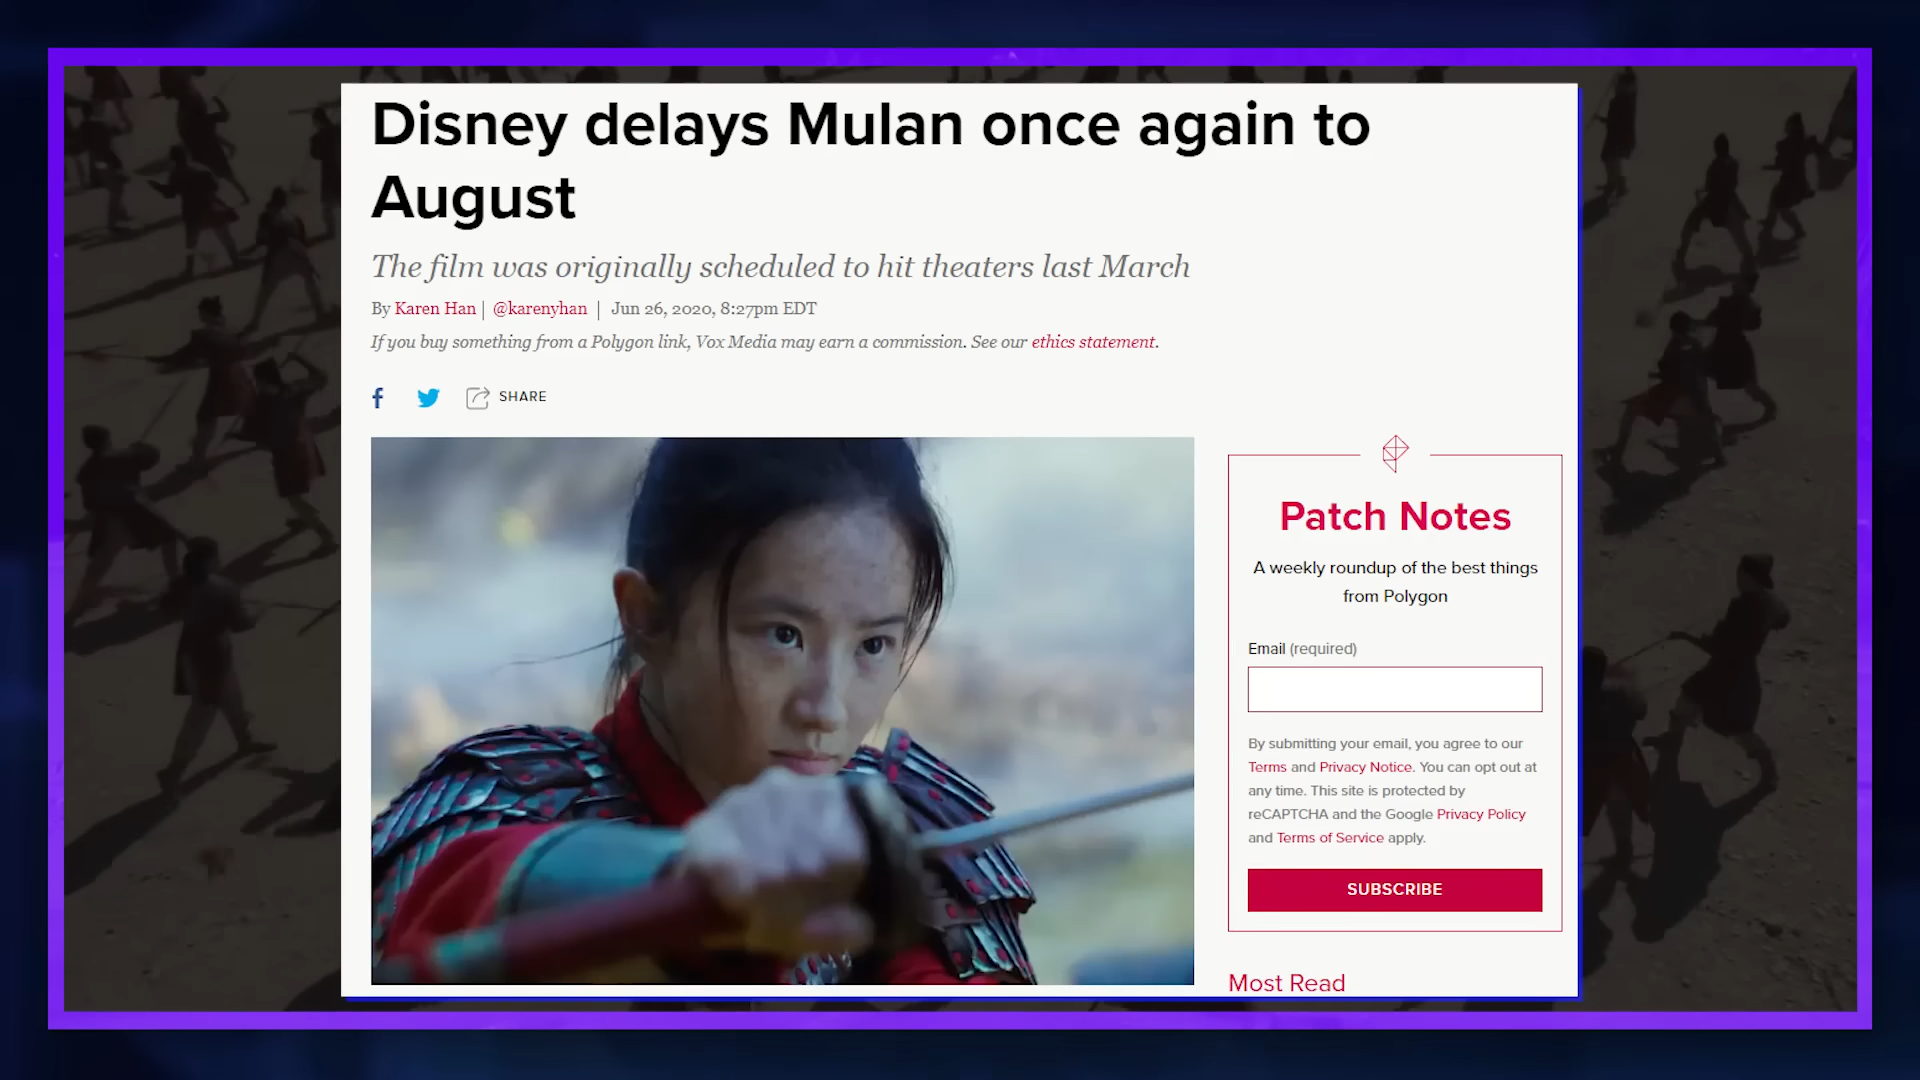 Disney delays Mulan once again to
August
The film was originally scheduled to hit theaters last March
By Karen Han | @karenyhan | Jun 26, 2020, 8:27pm EDT
If you buy something from a Polygon link, Vox Media may earn a commission. See our ethics statement.
SHARE
Patch Notes
A weekly roundup of the best things
from Polygon
Email (required)
By submitting your email, you agree to our
Terms and Privacy Notice. You can opt out at
any time. This site is protected by
reCAPTCHA and the Google Privacy Policy
and Terms of Service apply.
SUBSCRIBE
Most Read